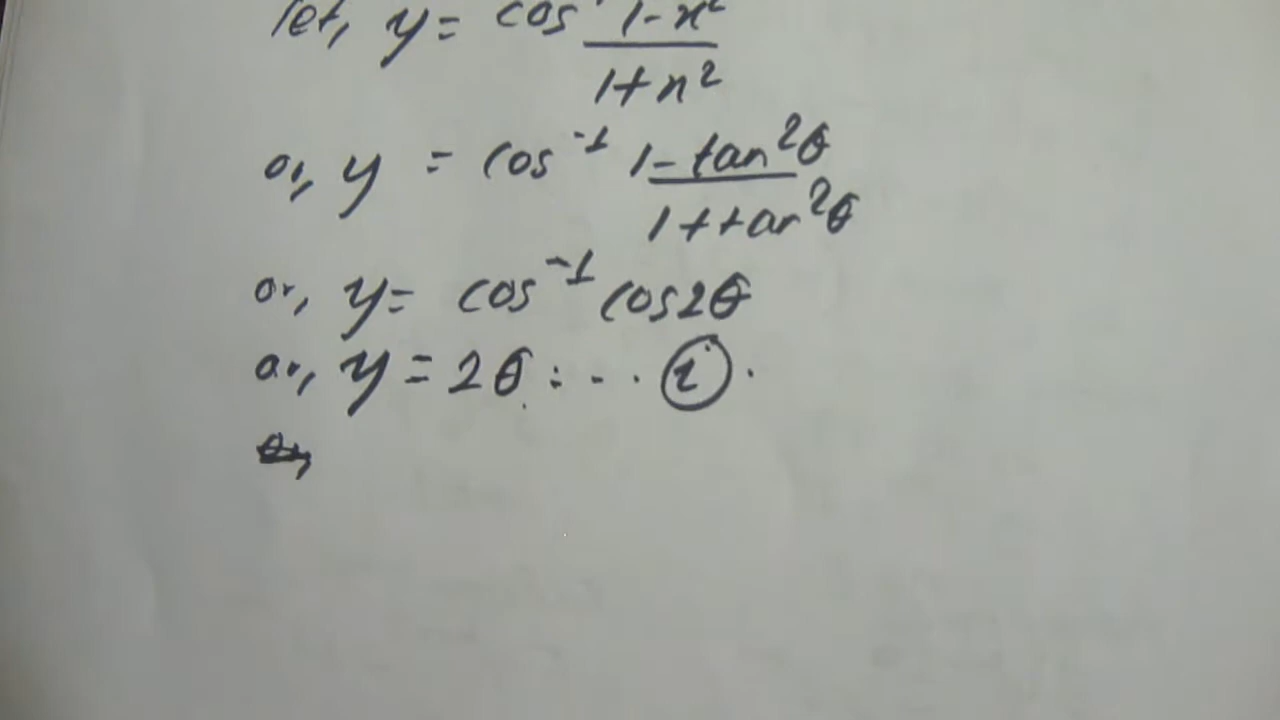 let, y = cos⁻¹ 1-x²
1+x²
or, y = cos⁻¹ 1-tan²θ
1+tan²θ
or, y = cos⁻¹ cos2θ
or, y = 2θ : - - · (i) .